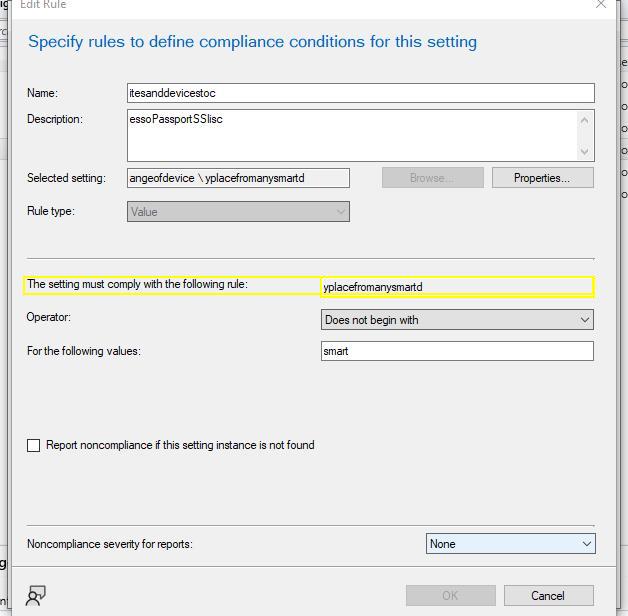 Edit Rule
Specify rules to define compliance conditions for this setting
Name: itesanddevicestoc
Description: essoPassportSSlisc
Selected setting: angeofdevice \ yplacefromanysmartd Browse... Properties...
Rule type: Value
The setting must comply with the following rule: yplacefromanysmartd
Operator: Does not begin with
For the following values: smart
Report noncompliance if this setting instance is not found
Noncompliance severity for reports: None
OK Cancel